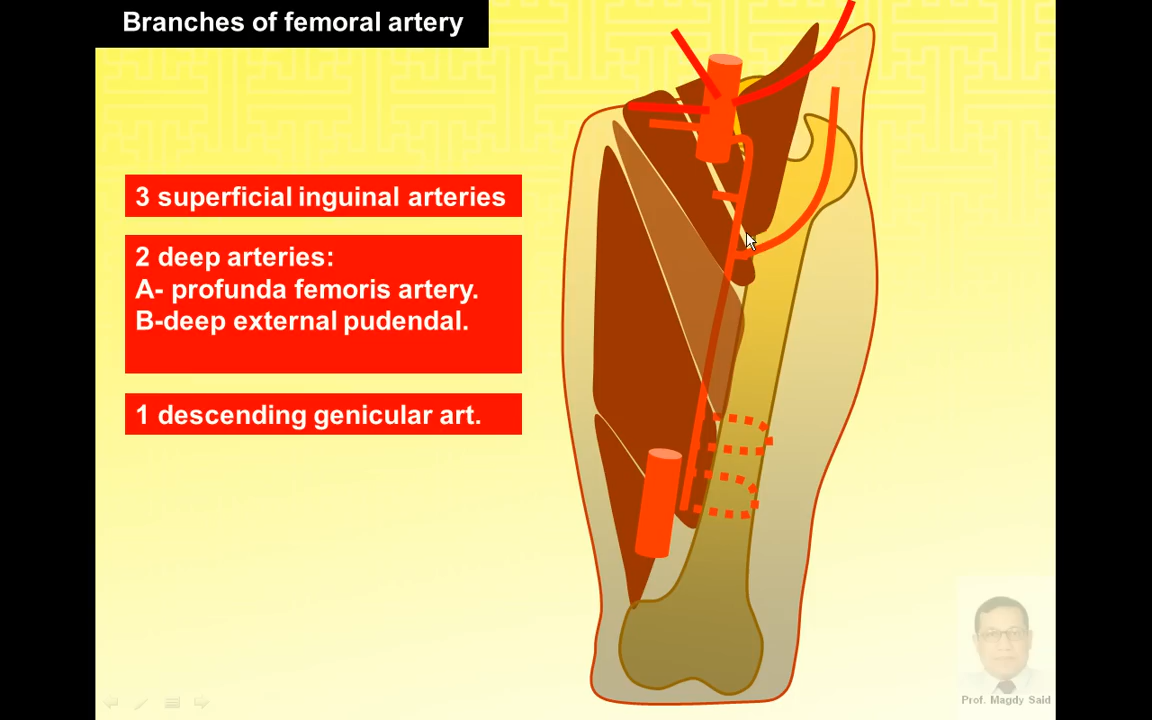 Branches of femoral artery
3 superficial inguinal arteries
2 deep arteries:
A- profunda femoris artery.
B-deep external pudendal.
1 descending genicular art.
Prof. Magdy Said